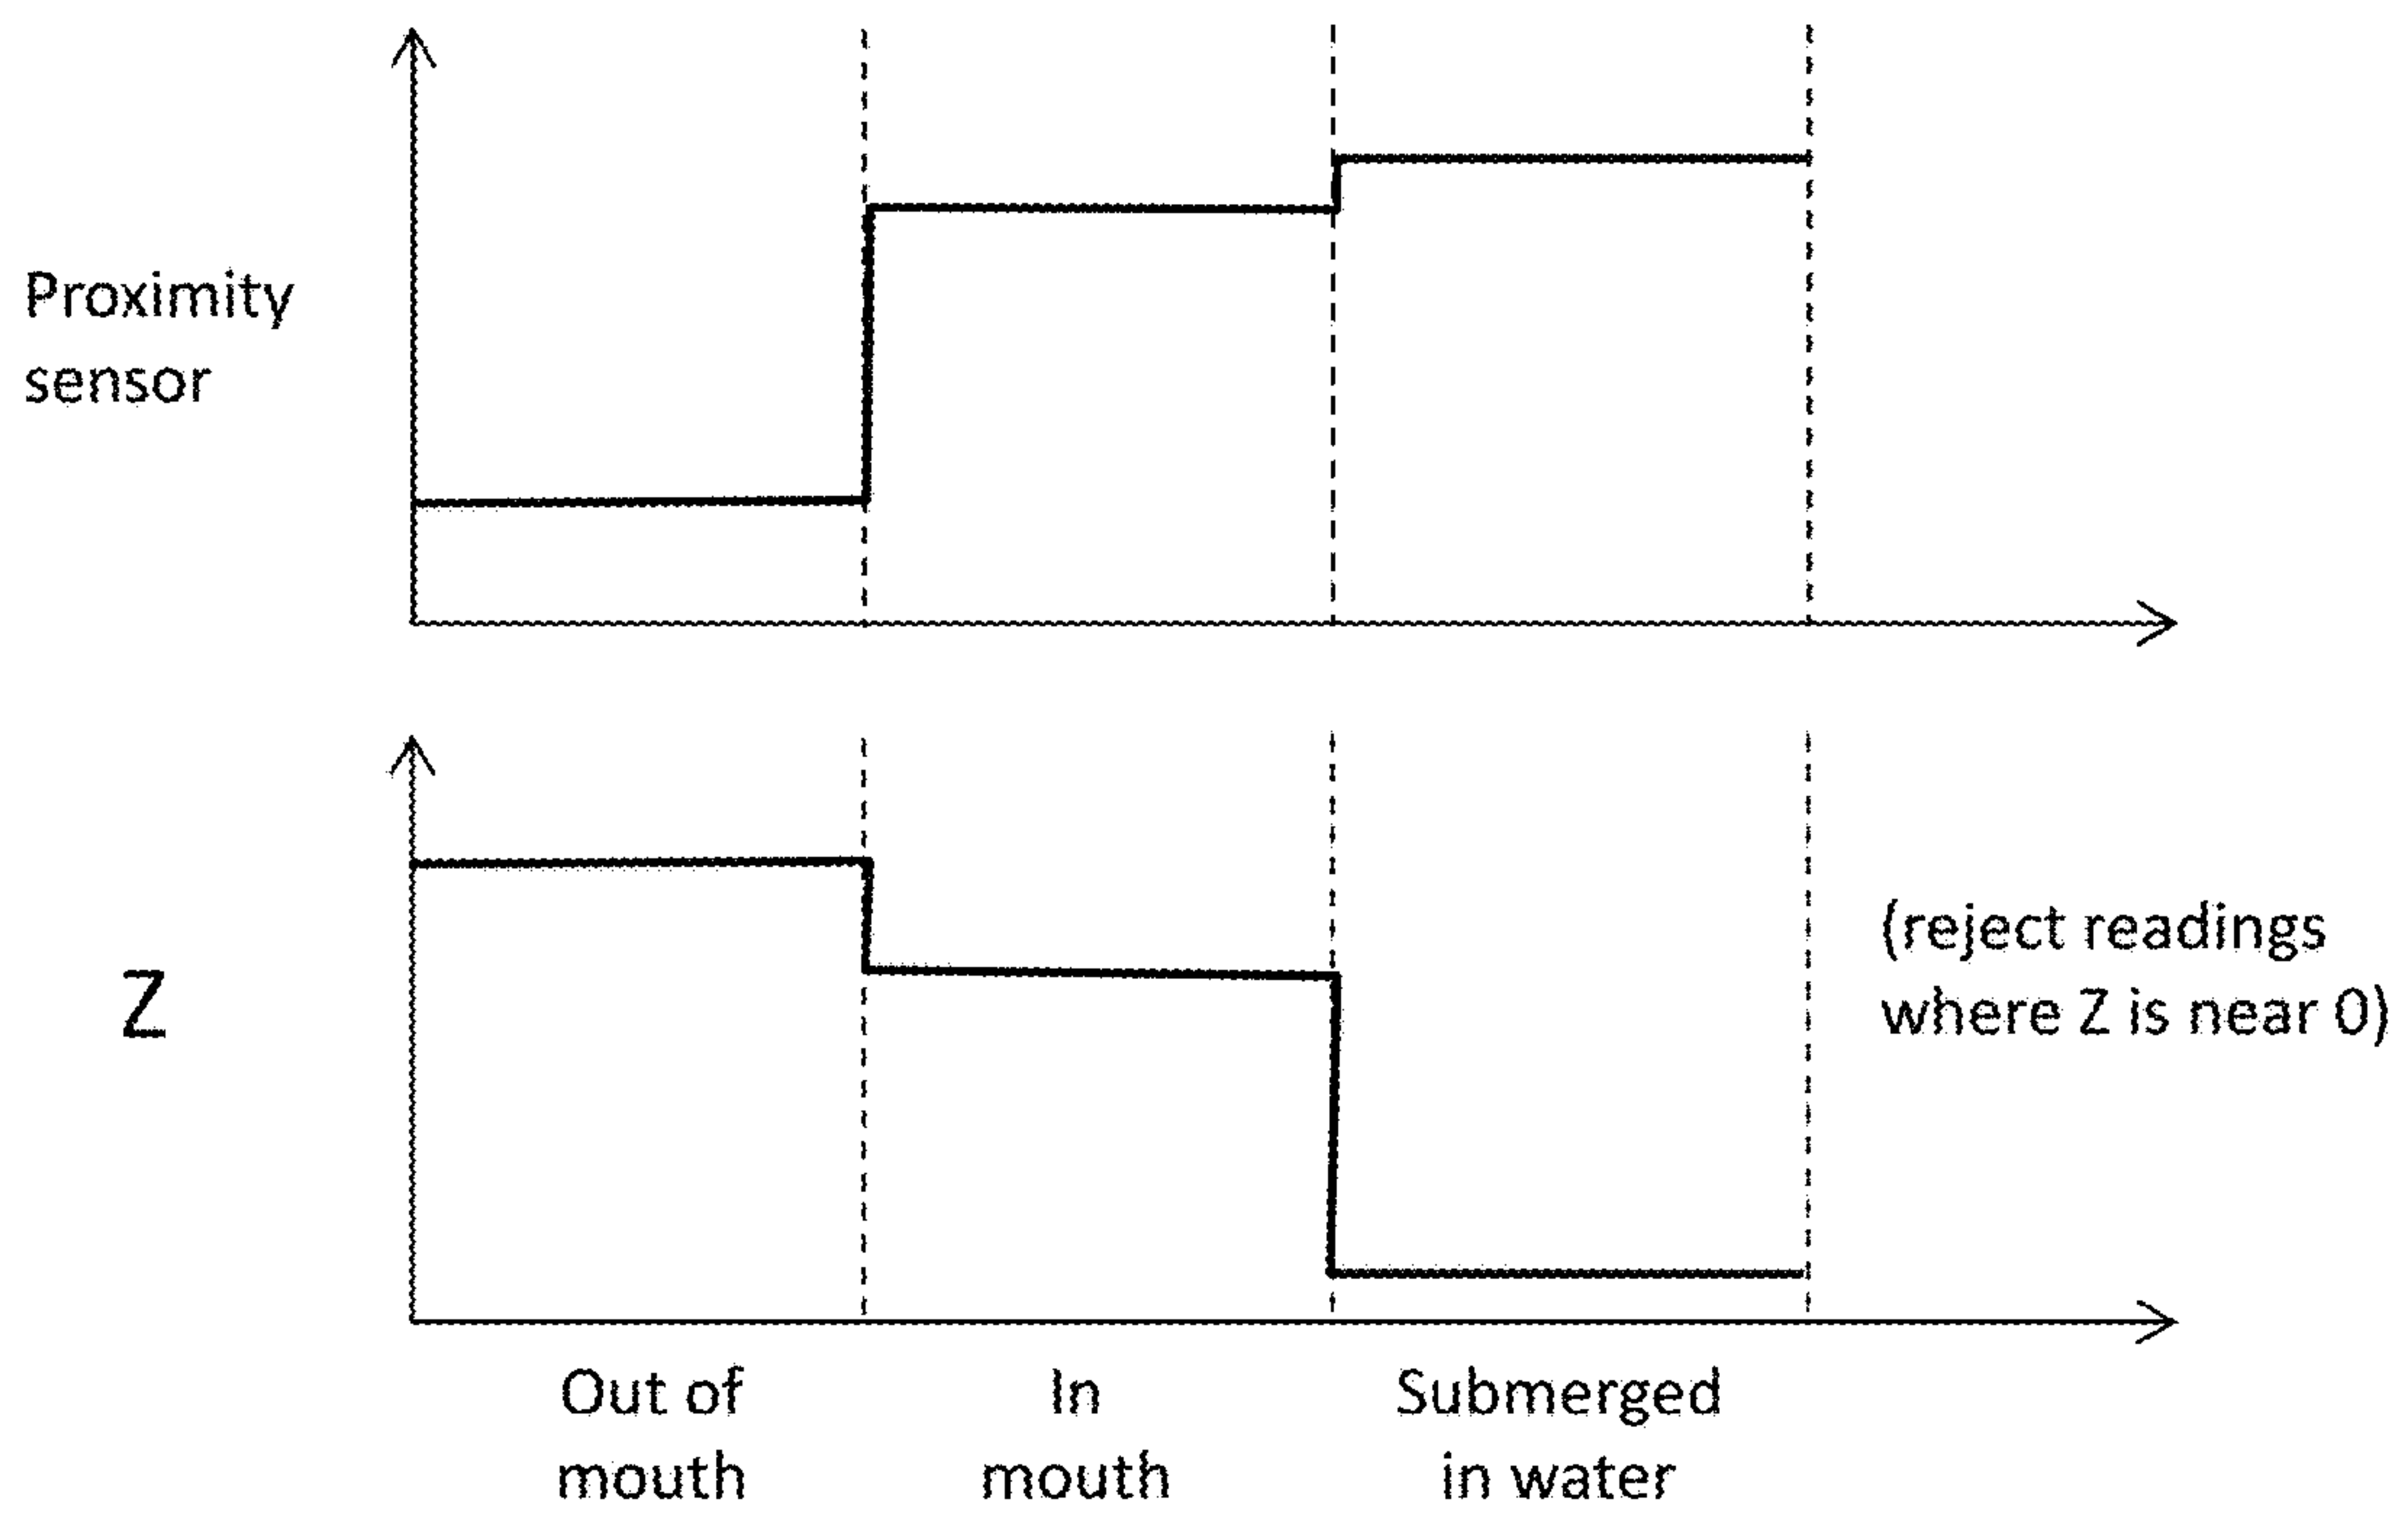 Proximity
sensor
Z
(reject readings
where Z is near 0)
Out of
mouth
In
mouth
Submerged
in water